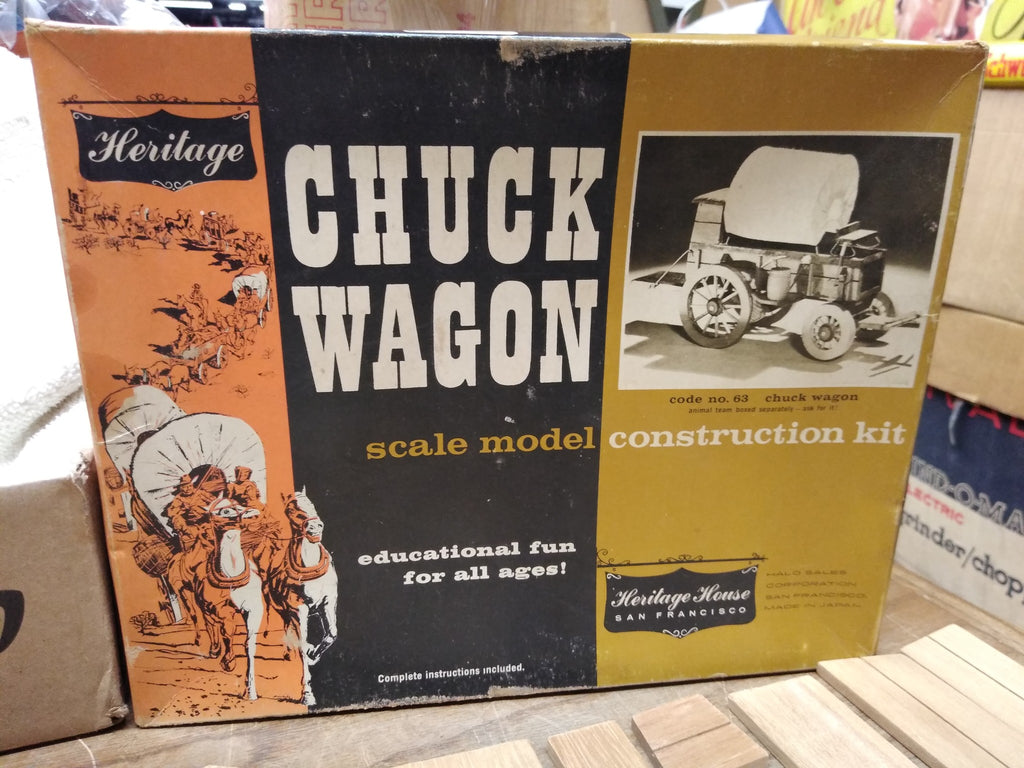 Heritage
CHUCK
WAGON
scale model construction kit
educational fun
for all ages!
Complete instructions included.
code no. 63 chuck wagon
animal team boxed separately - ask for it!
Heritage House
SAN FRANCISCO
HALO SALES
CORPORATION
SAN FRANCISCO.
MADE IN JAPAN.
ECTRIC
rinder/chop